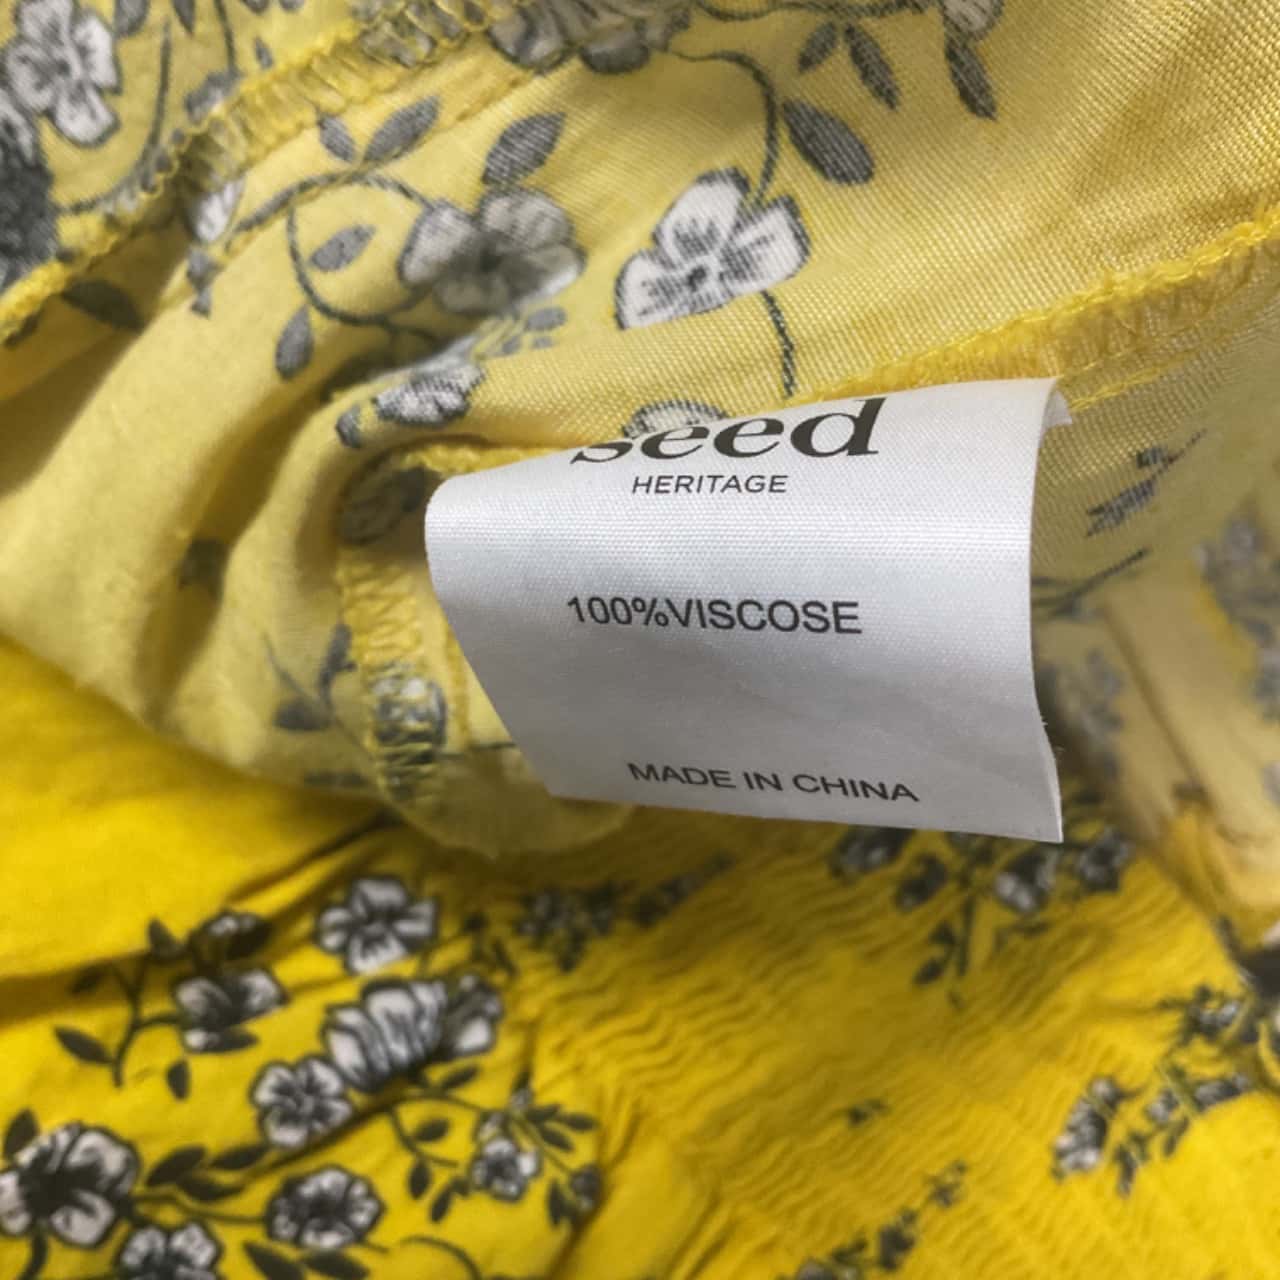 seed
HERITAGE
100%VISCOSE
MADE IN CHINA